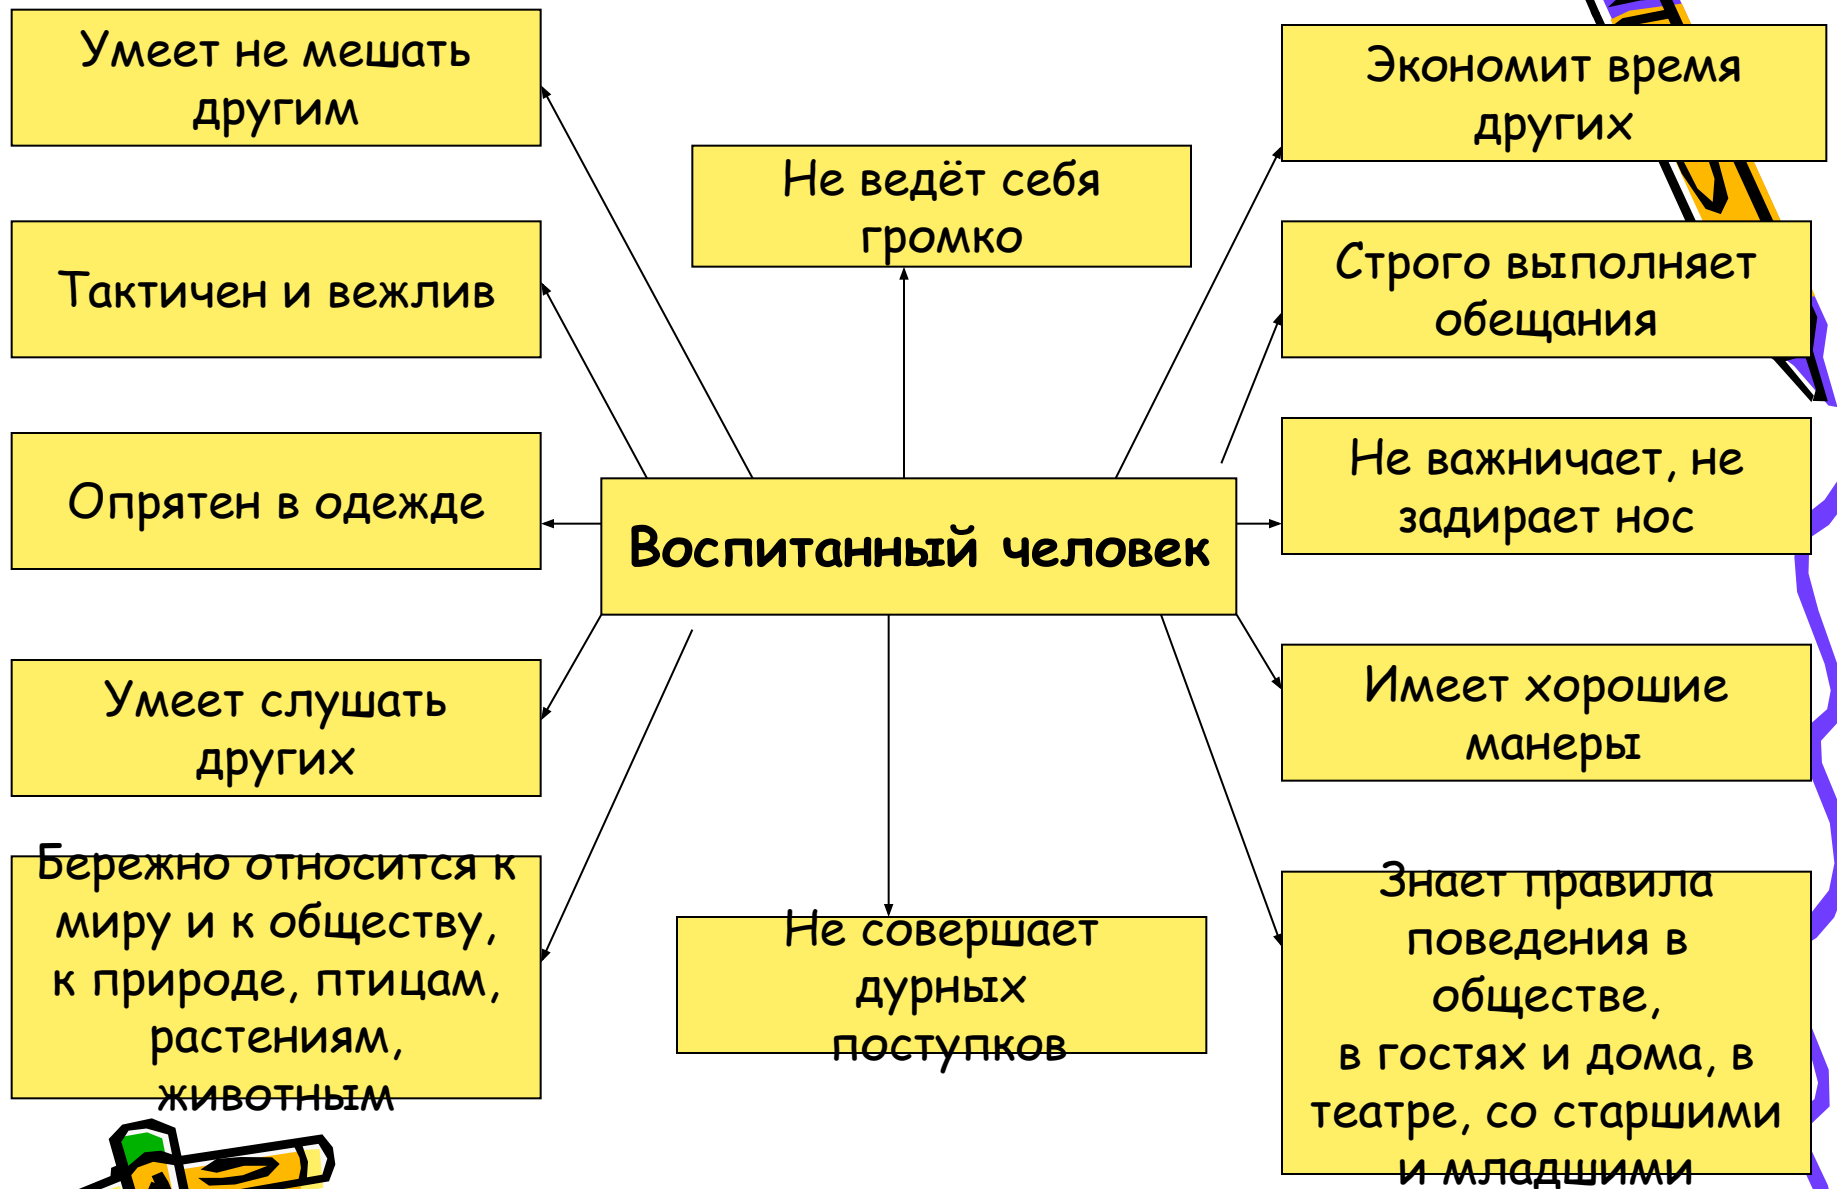 Умеет не мешать
другим
Экономит время
других
Не ведёт себя
громко
Тактичен и вежлив
Строго выполняет
обещания
Опрятен в одежде
Не важничает, не
задирает нос
Воспитанный человек
Умеет слушать
других
Имеет хорошие
манеры
Бережно относится к
миру и к обществу,
к природе, птицам,
растениям,
животным
Не совершает
дурных
поступков
Знает правила
поведения в
обществе,
в гостях и дома, в
театре, со старшими
и младшими